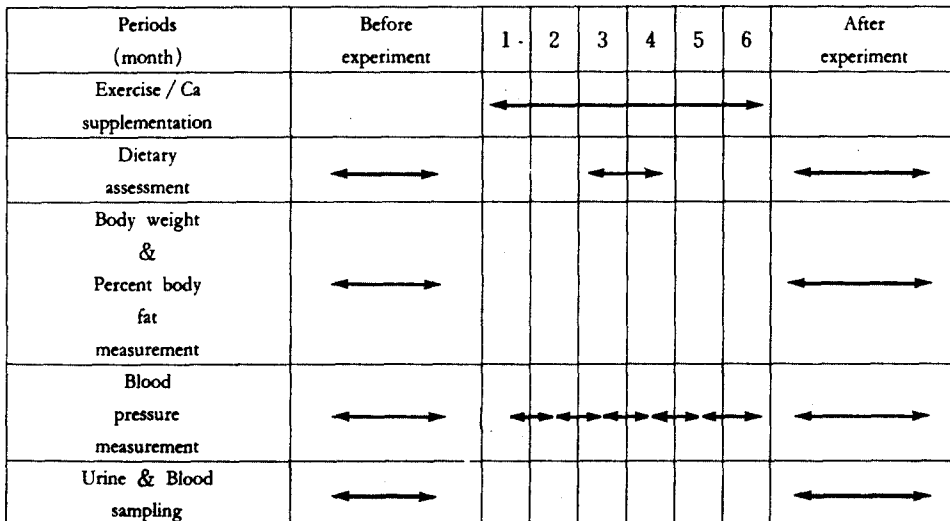 Periods
(month)
Before
experiment
1 2 3 4 5 6
After
experiment
Exercise / Ca
supplementation
Dietary
assessment
Body weight
&
Percent body
fat
measurement
Blood
pressure
measurement
Urine & Blood
sampling